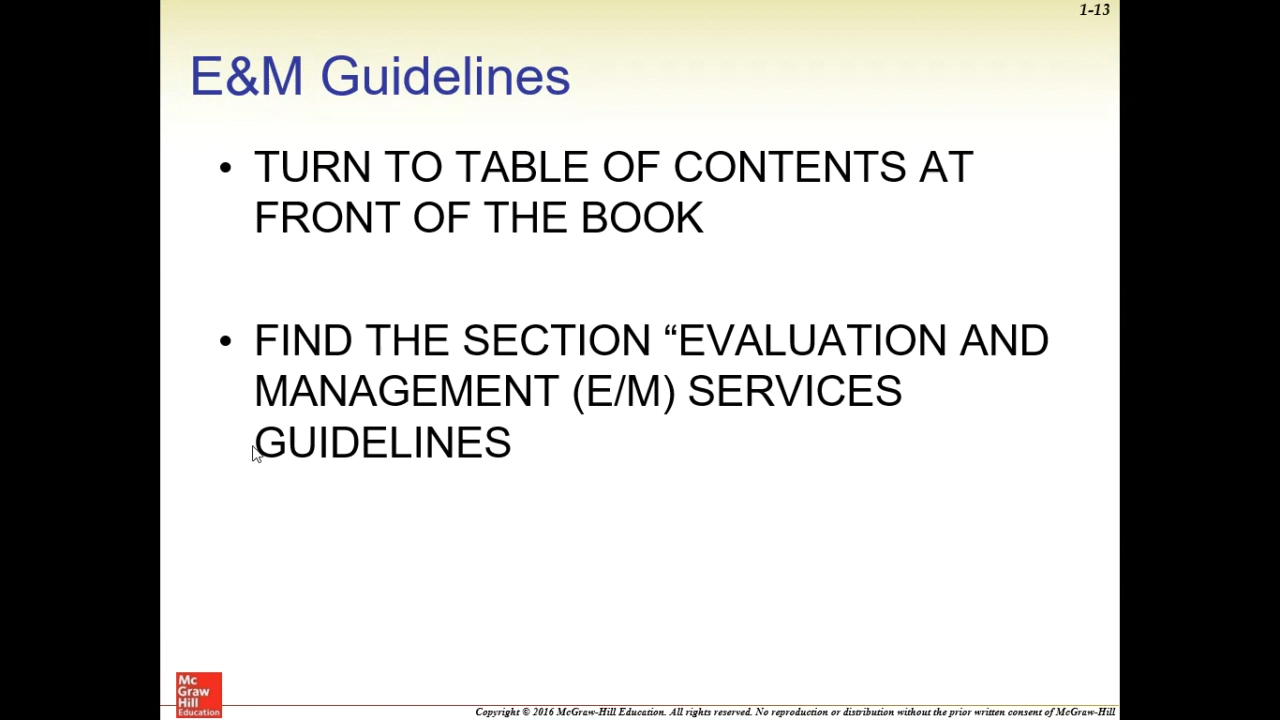 1-13
E&M Guidelines
• TURN TO TABLE OF CONTENTS AT
FRONT OF THE BOOK
• FIND THE SECTION “EVALUATION AND
MANAGEMENT (E/M) SERVICES
GUIDELINES
Mc
Graw
Hill
Education
Copyright © 2016 McGraw-Hill Education. All rights reserved. No reproduction or distribution without the prior written consent of McGraw-Hill